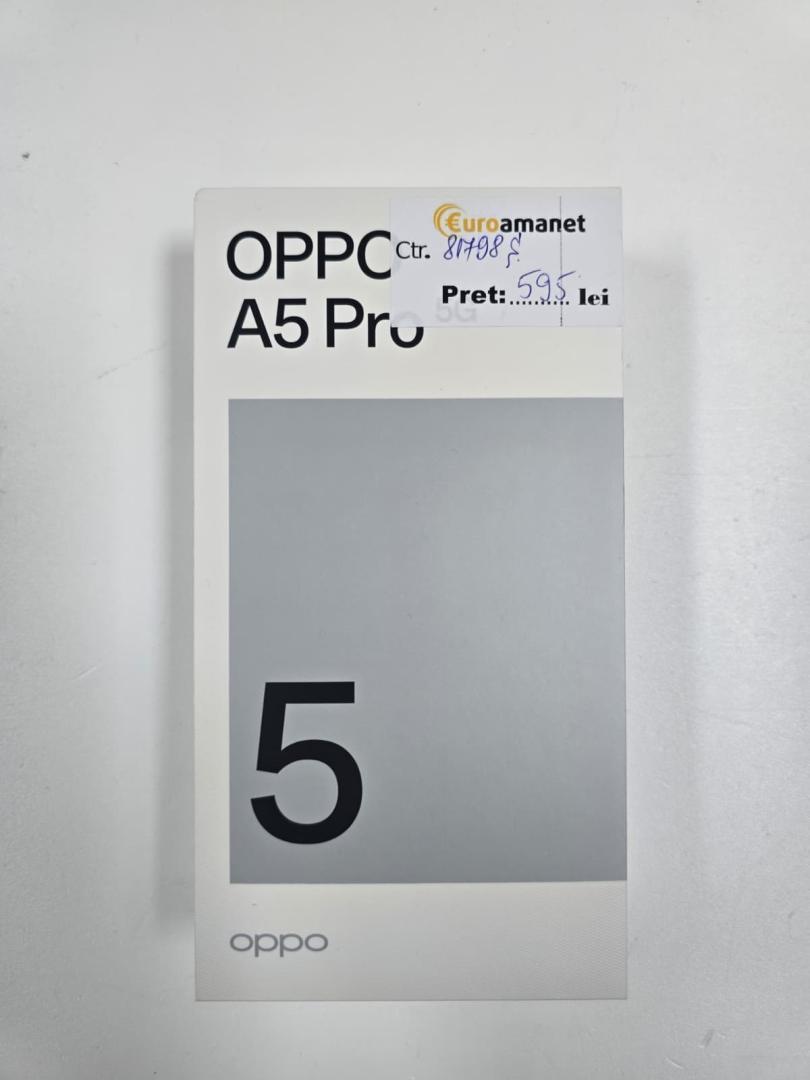 OPPO
A5 Pro 5G
€uroamanet
Ctr. 81798
Pret:..595.. lei
5
oppo